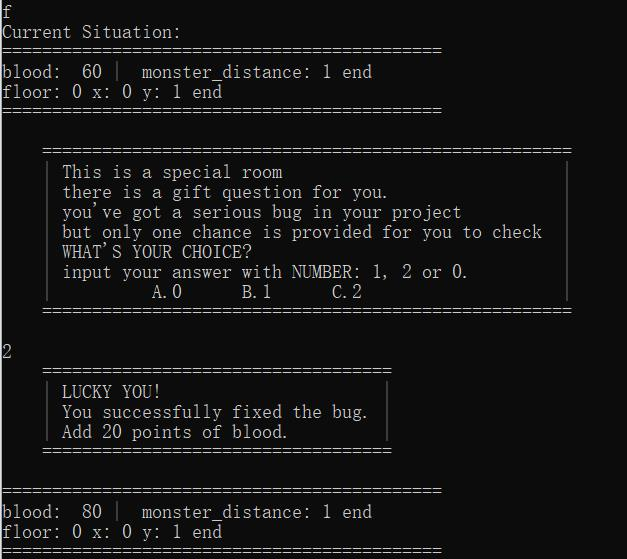 f
Current Situation:
============================================
blood:  60 |  monster_distance: 1 end
floor: 0 x: 0 y: 1 end
============================================
=====================================================
| This is a special room |
| there is a gift question for you. |
| you've got a serious bug in your project |
| but only one chance is provided for you to check
| WHAT'S YOUR CHOICE? |
| input your answer with NUMBER: 1, 2 or 0. |
| A.0      B.1      C.2 |
=====================================================
2
===================================
| LUCKY YOU! |
| You successfully fixed the bug. |
| Add 20 points of blood. |
===================================
============================================
blood:  80 |  monster_distance: 1 end
floor: 0 x: 0 y: 1 end
============================================